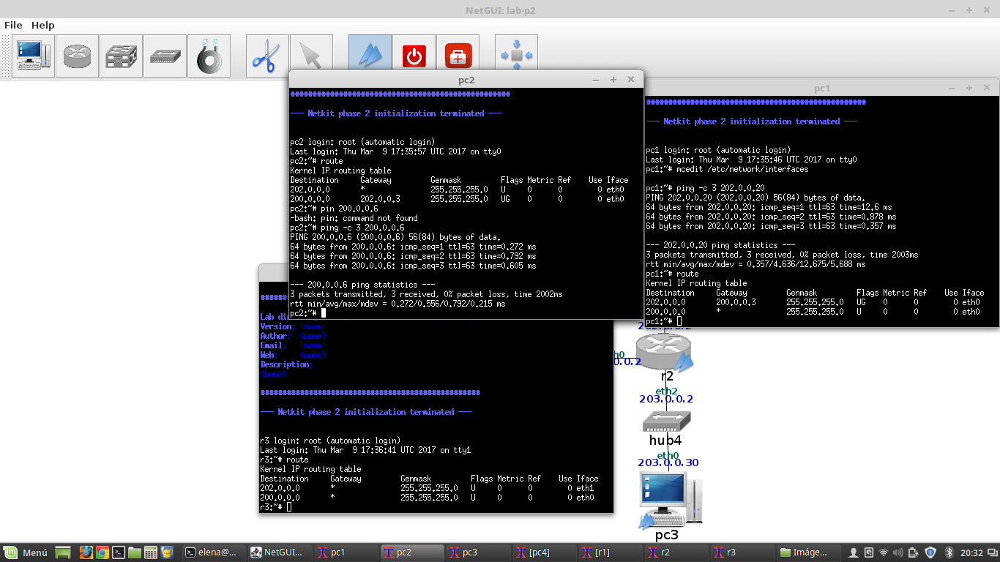 NetGUI: lab-p2
File Help
pc2
--- Netkit phase 2 initialization terminated ---
pc2 login: root (automatic login)
Last login: Thu Mar  9 17:35:57 UTC 2017 on tty0
pc2:~# route
Kernel IP routing table
Destination Gateway Genmask Flags Metric Ref Use Iface
202.0.0.0 * 255.255.255.0 U 0 0 0 eth0
200.0.0.0 202.0.0.3 255.255.255.0 UG 0 0 0 eth0
pc2:~# pin 200.0.0.6
-bash: pin: command not found
pc2:~# ping -c 3 200.0.0.6
PING 200.0.0.6 (200.0.0.6) 56(84) bytes of data.
64 bytes from 200.0.0.6: icmp_seq=1 ttl=63 time=0.272 ms
64 bytes from 200.0.0.6: icmp_seq=2 ttl=63 time=0.792 ms
64 bytes from 200.0.0.6: icmp_seq=3 ttl=63 time=0.605 ms
--- 200.0.0.6 ping statistics ---
3 packets transmitted, 3 received, 0% packet loss, time 2002ms
rtt min/avg/max/mdev = 0.272/0.556/0.792/0.215 ms
pc2:~#
pc1
--- Netkit phase 2 initialization terminated ---
pc1 login: root (automatic login)
Last login: Thu Mar  9 17:35:46 UTC 2017 on tty0
pc1:~# mcedit /etc/network/interfaces
pc1:~# ping -c 3 202.0.0.20
PING 202.0.0.20 (202.0.0.20) 56(84) bytes of data.
64 bytes from 202.0.0.20: icmp_seq=1 ttl=63 time=12.6 ms
64 bytes from 202.0.0.20: icmp_seq=2 ttl=63 time=0.878 ms
64 bytes from 202.0.0.20: icmp_seq=3 ttl=63 time=0.357 ms
--- 202.0.0.20 ping statistics ---
3 packets transmitted, 3 received, 0% packet loss, time 2003ms
rtt min/avg/max/mdev = 0.357/4.636/12.675/5.688 ms
pc1:~# route
Kernel IP routing table
Destination Gateway Genmask Flags Metric Ref Use Iface
202.0.0.0 200.0.0.3 255.255.255.0 UG 0 0 0 eth0
200.0.0.0 * 255.255.255.0 U 0 0 0 eth0
pc1:~#
Lab
Version: <none>
Author: <none>
Email: <none>
Web: <none>
Description:
<none>
--- Netkit phase 2 initialization terminated ---
r3 login: root (automatic login)
Last login: Thu Mar  9 17:36:41 UTC 2017 on tty1
r3:~# route
Kernel IP routing table
Destination Gateway Genmask Flags Metric Ref Use Iface
202.0.0.0 * 255.255.255.0 U 0 0 0 eth1
200.0.0.0 * 255.255.255.0 U 0 0 0 eth0
r3:~#
h0
0.0.2
r2
eth2
203.0.0.2
hub4
eth0
203.0.0.30
pc3
Menú elena@... NetGUI... pc1 pc2 pc3 [pc4] [r1] r2 r3 Imáge... 20:32